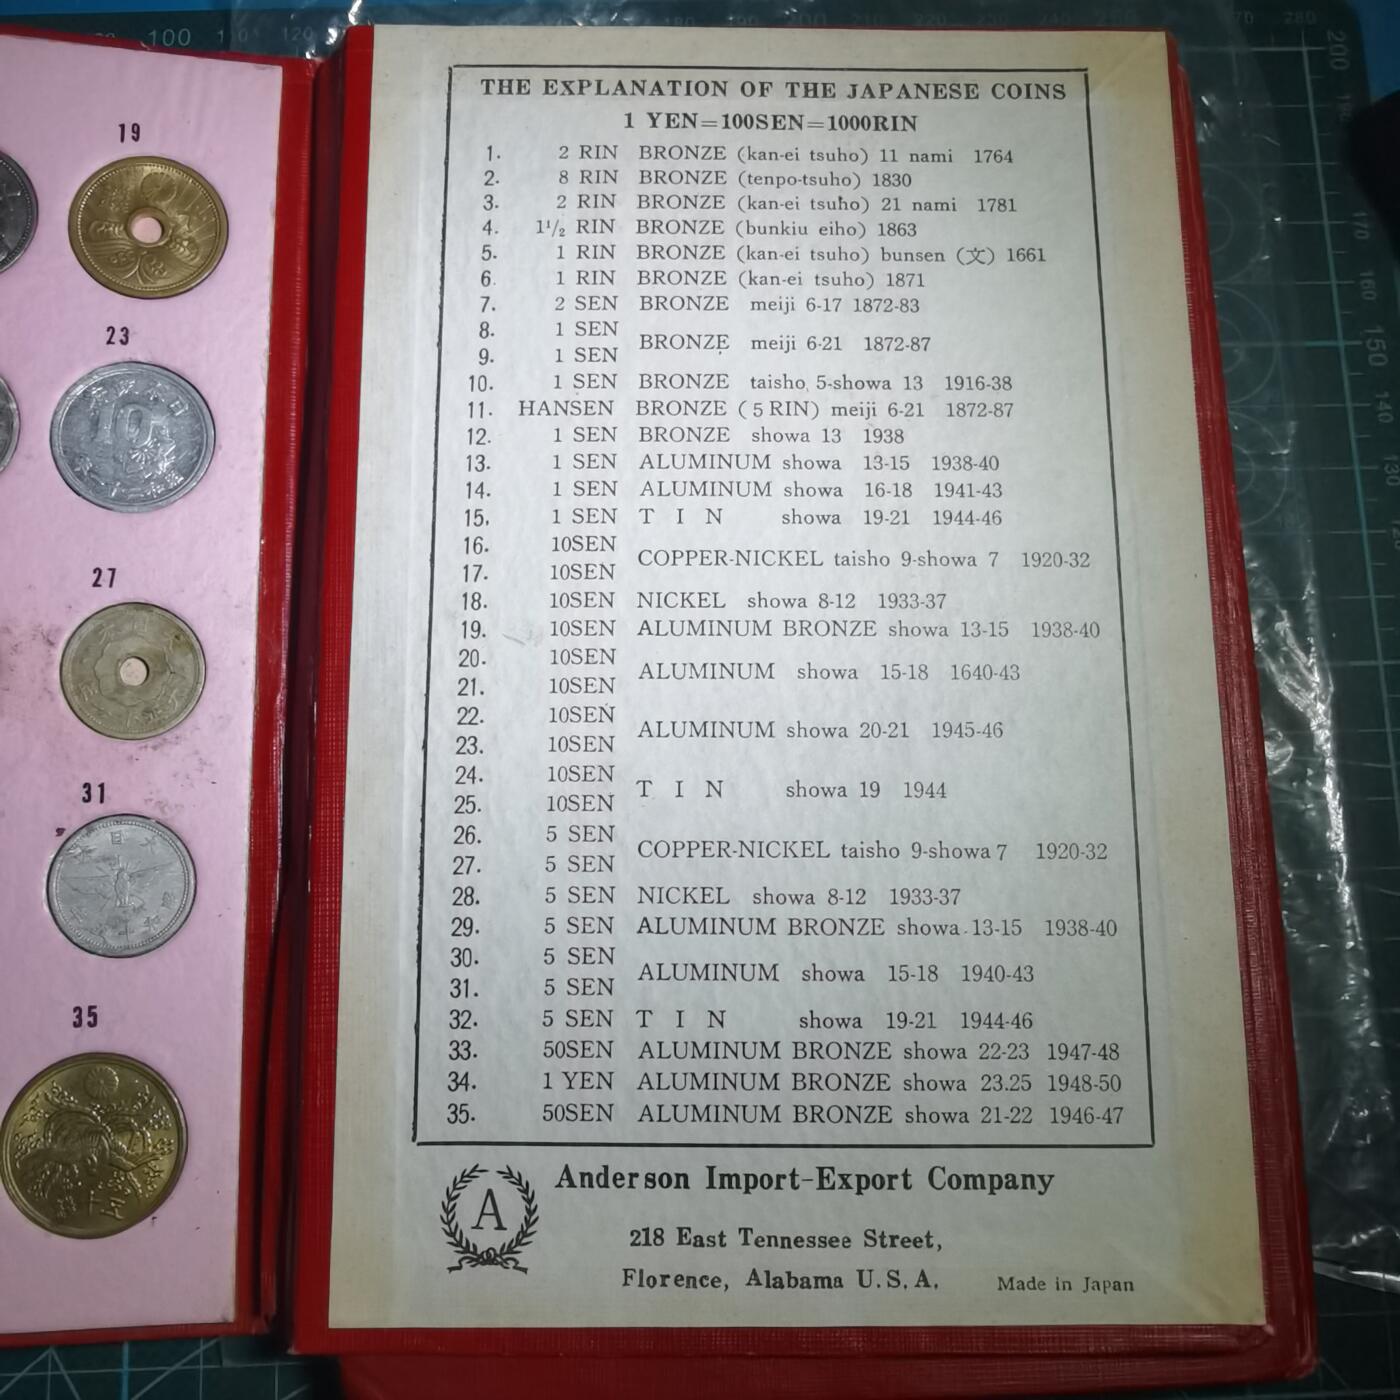 19
23
27
31
35
THE EXPLANATION OF THE JAPANESE COINS
1 YEN=100SEN=1000RIN
1. 2 RIN BRONZE (kan-ei tsuho) 11 nami 1764
2. 8 RIN BRONZE (tenpo-tsuho) 1830
3. 2 RIN BRONZE (kan-ei tsuho) 21 nami 1781
4. 1 1/2 RIN BRONZE (bunkiu eiho) 1863
5. 1 RIN BRONZE (kan-ei tsuho) bunsen (文) 1661
6. 1 RIN BRONZE (kan-ei tsuho) 1871
7. 2 SEN BRONZE meiji 6-17 1872-83
8. 1 SEN
BRONZE meiji 6-21 1872-87
9. 1 SEN
10. 1 SEN BRONZE taisho 5-showa 13 1916-38
11. HANSEN BRONZE (5 RIN) meiji 6-21 1872-87
12. 1 SEN BRONZE showa 13 1938
13. 1 SEN ALUMINUM showa 13-15 1938-40
14. 1 SEN ALUMINUM showa 16-18 1941-43
15. 1 SEN T I N showa 19-21 1944-46
16. 10SEN
COPPER-NICKEL taisho 9-showa 7 1920-32
17. 10SEN
18. 10SEN NICKEL showa 8-12 1933-37
19. 10SEN ALUMINUM BRONZE showa 13-15 1938-40
20. 10SEN
ALUMINUM showa 15-18 1640-43
21. 10SEN
22. 10SEN
ALUMINUM showa 20-21 1945-46
23. 10SEN
24. 10SEN
T I N showa 19 1944
25. 10SEN
26. 5 SEN
COPPER-NICKEL taisho 9-showa 7 1920-32
27. 5 SEN
28. 5 SEN NICKEL showa 8-12 1933-37
29. 5 SEN ALUMINUM BRONZE showa 13-15 1938-40
30. 5 SEN
ALUMINUM showa 15-18 1940-43
31. 5 SEN
32. 5 SEN T I N showa 19-21 1944-46
33. 50SEN ALUMINUM BRONZE showa 22-23 1947-48
34. 1 YEN ALUMINUM BRONZE showa 23.25 1948-50
35. 50SEN ALUMINUM BRONZE showa 21-22 1946-47
A
Anderson Import-Export Company
218 East Tennessee Street,
Florence, Alabama U.S.A.
Made in Japan